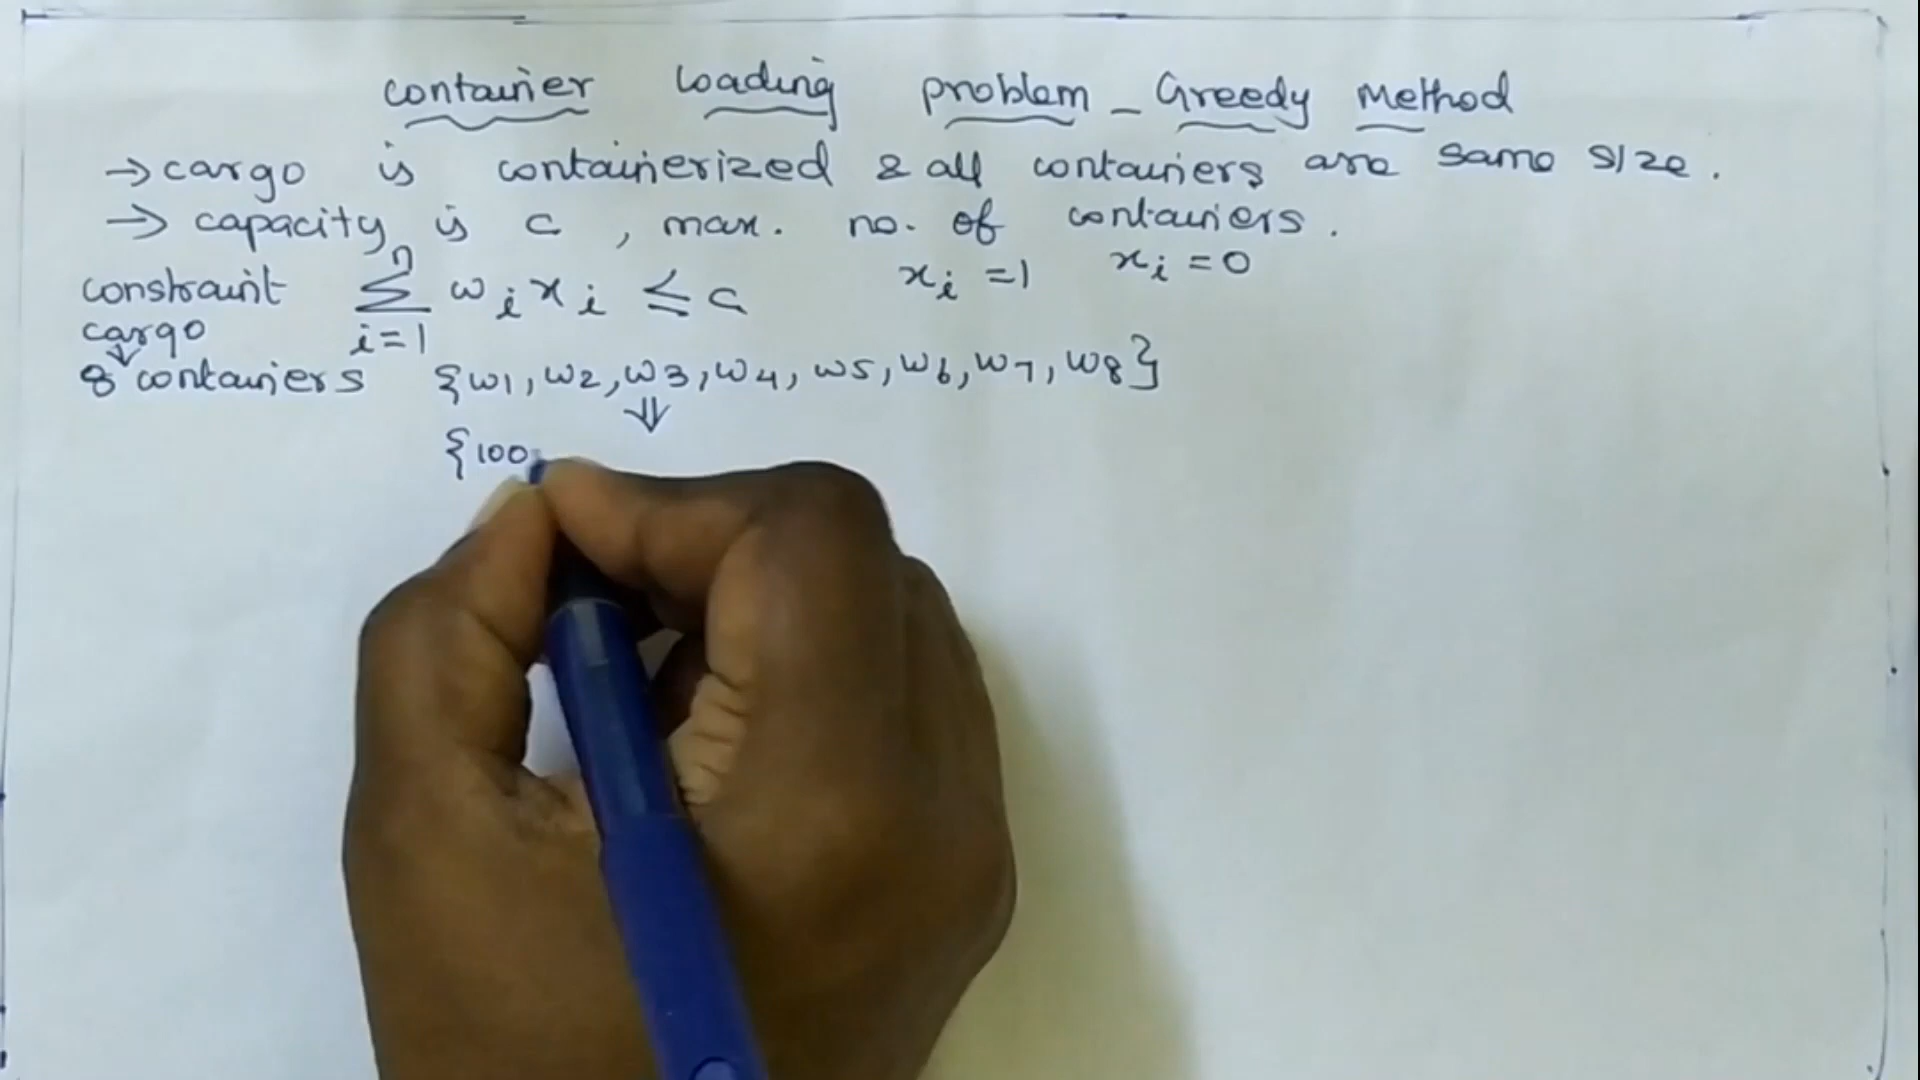 container loading problem - Greedy Method
→ cargo is containerized & all containers are same size.
→ capacity is c, max. no. of containers.
xi = 1 xi = 0
constraint n∑i=1 wi xi ≤ c
cargo
↓
8 containers {w1, w2, w3, w4, w5, w6, w7, w8}
⇓
{100,